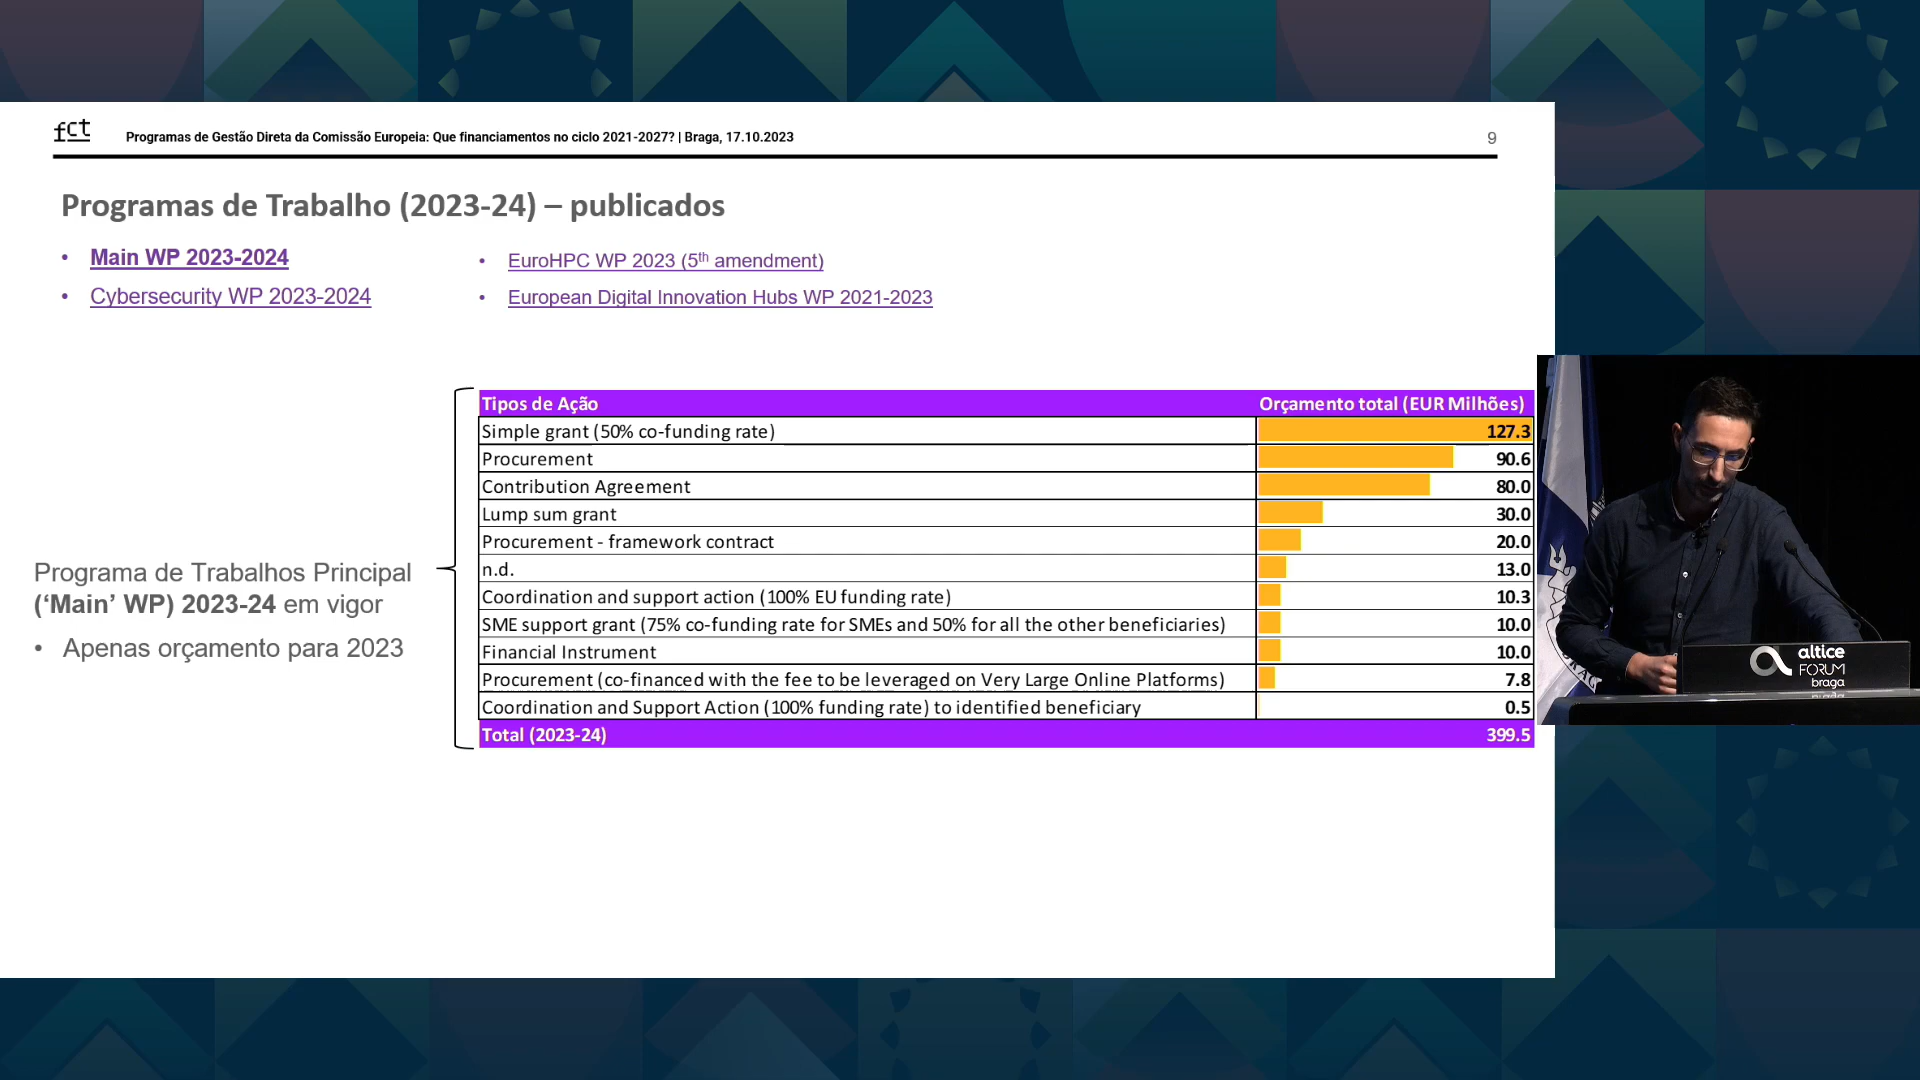 fct
Programas de Gestão Direta da Comissão Europeia: Que financiamentos no ciclo 2021-2027? | Braga, 17.10.2023
9
Programas de Trabalho (2023-24) – publicados
• Main WP 2023-2024
• Cybersecurity WP 2023-2024
• EuroHPC WP 2023 (5th amendment)
• European Digital Innovation Hubs WP 2021-2023
Programa de Trabalhos Principal
(‘Main’ WP) 2023-24 em vigor
• Apenas orçamento para 2023
Tipos de Ação Orçamento total (EUR Milhões)
Simple grant (50% co-funding rate) 127.3
Procurement 90.6
Contribution Agreement 80.0
Lump sum grant 30.0
Procurement - framework contract 20.0
n.d. 13.0
Coordination and support action (100% EU funding rate) 10.3
SME support grant (75% co-funding rate for SMEs and 50% for all the other beneficiaries) 10.0
Financial Instrument 10.0
Procurement (co-financed with the fee to be leveraged on Very Large Online Platforms) 7.8
Coordination and Support Action (100% funding rate) to identified beneficiary 0.5
Total (2023-24) 399.5
altice
FORUM
braga